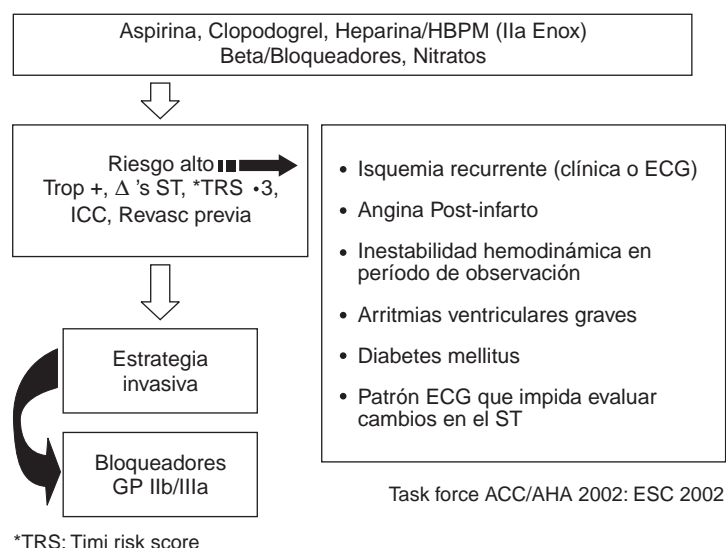 Aspirina, Clopodogrel, Heparina/HBPM (IIa Enox)
Beta/Bloqueadores, Nitratos
Riesgo alto
Trop +, Δ 's ST, *TRS •3,
ICC, Revasc previa
• Isquemia recurrente (clínica o ECG)
• Angina Post-infarto
• Inestabilidad hemodinámica en
período de observación
• Arritmias ventriculares graves
• Diabetes mellitus
• Patrón ECG que impida evaluar
cambios en el ST
Estrategia
invasiva
Bloqueadores
GP IIb/IIIa
Task force ACC/AHA 2002: ESC 2002
*TRS: Timi risk score